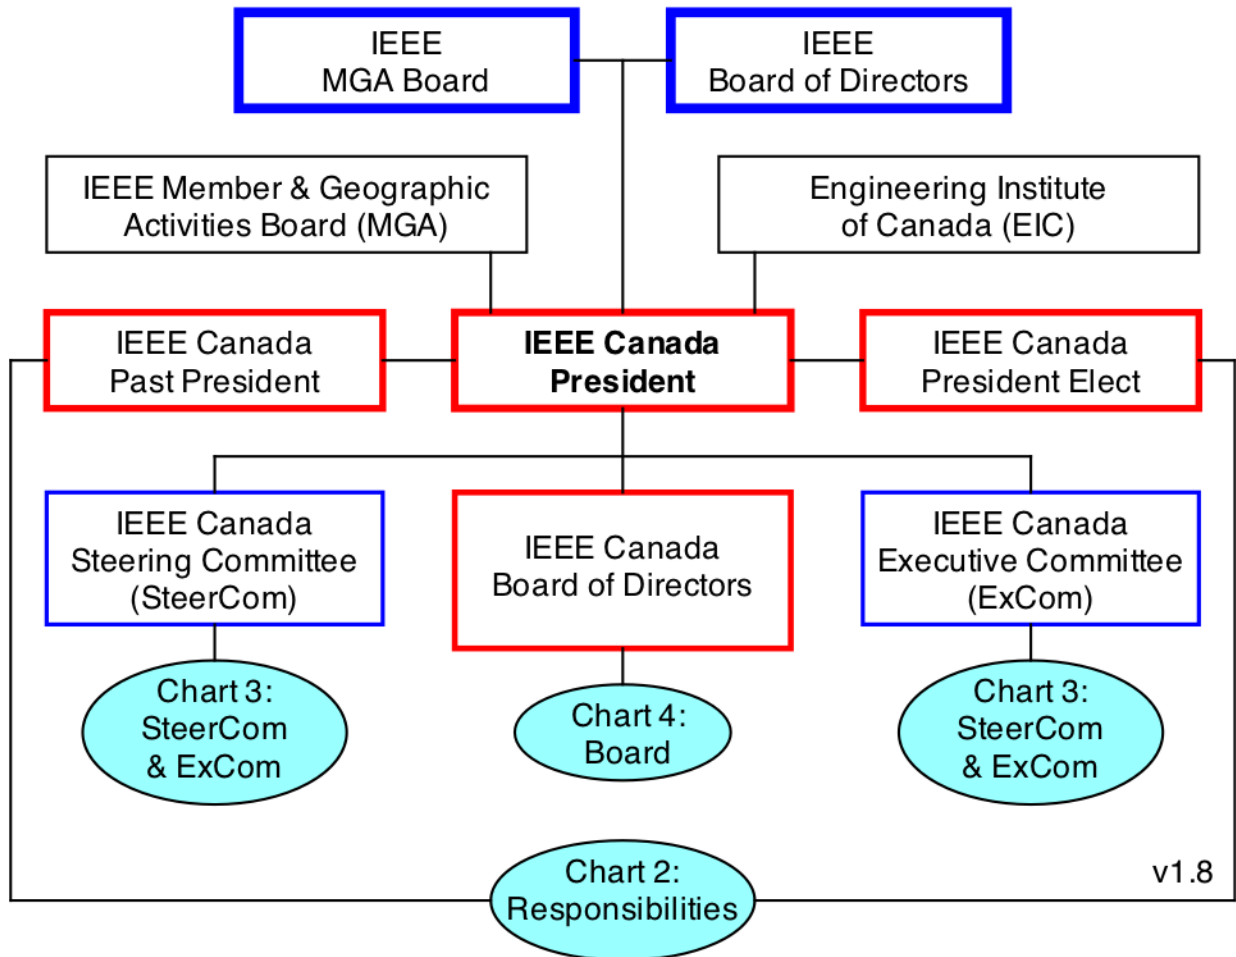 IEEE
MGA Board
IEEE
Board of Directors
IEEE Member & Geographic
Activities Board (MGA)
Engineering Institute
of Canada (EIC)
IEEE Canada
Past President
IEEE Canada
President
IEEE Canada
President Elect
IEEE Canada
Steering Committee
(SteerCom)
IEEE Canada
Board of Directors
IEEE Canada
Executive Committee
(ExCom)
Chart 3:
SteerCom
& ExCom
Chart 4:
Board
Chart 3:
SteerCom
& ExCom
Chart 2:
Responsibilities
v1.8